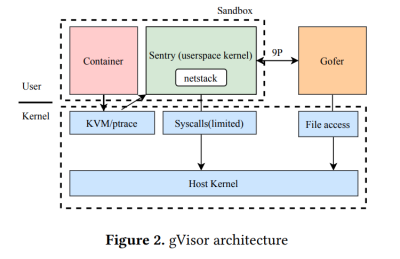 Sandbox
Container
Sentry (userspace kernel)
netstack
9P
Gofer
User
Kernel
KVM/ptrace
Syscalls(limited)
File access
Host Kernel
Figure 2. gVisor architecture